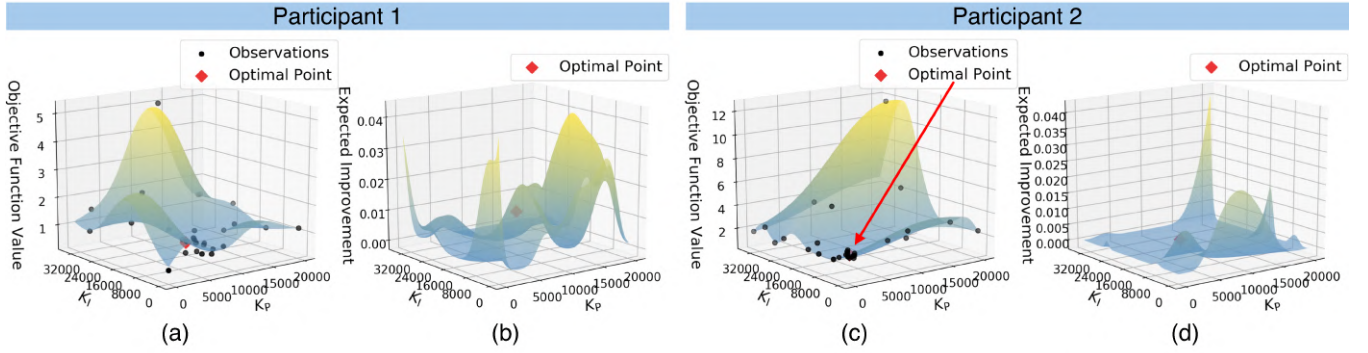 Participant 1
Participant 2
Observations
Optimal Point
Objective Function Value
5
4
3
2
1
32000
24000
16000
8000
0
K_I
0
5000
10000
15000
20000
K_P
(a)
Optimal Point
Expected Improvement
0.04
0.03
0.02
0.01
0.00
32000
24000
16000
8000
0
K_I
0
5000
10000
15000
20000
K_P
(b)
Observations
Optimal Point
Objective Function Value
12
10
8
6
4
2
32000
24000
16000
8000
0
K_I
0
5000
10000
15000
20000
K_P
(c)
Optimal Point
Expected Improvement
0.040
0.035
0.030
0.025
0.020
0.015
0.010
0.005
0.000
32000
24000
16000
8000
0
K_I
0
5000
10000
15000
20000
K_P
(d)